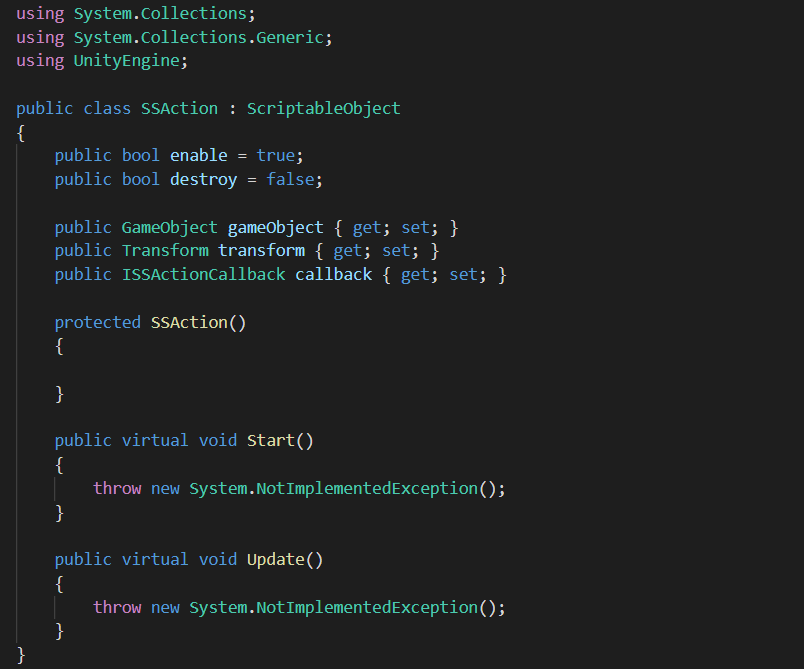 using System.Collections;
using System.Collections.Generic;
using UnityEngine;

public class SSAction : ScriptableObject
{
    public bool enable = true;
    public bool destroy = false;

    public GameObject gameObject { get; set; }
    public Transform transform { get; set; }
    public ISSActionCallback callback { get; set; }

    protected SSAction()
    {

    }

    public virtual void Start()
    {
        throw new System.NotImplementedException();
    }

    public virtual void Update()
    {
        throw new System.NotImplementedException();
    }
}